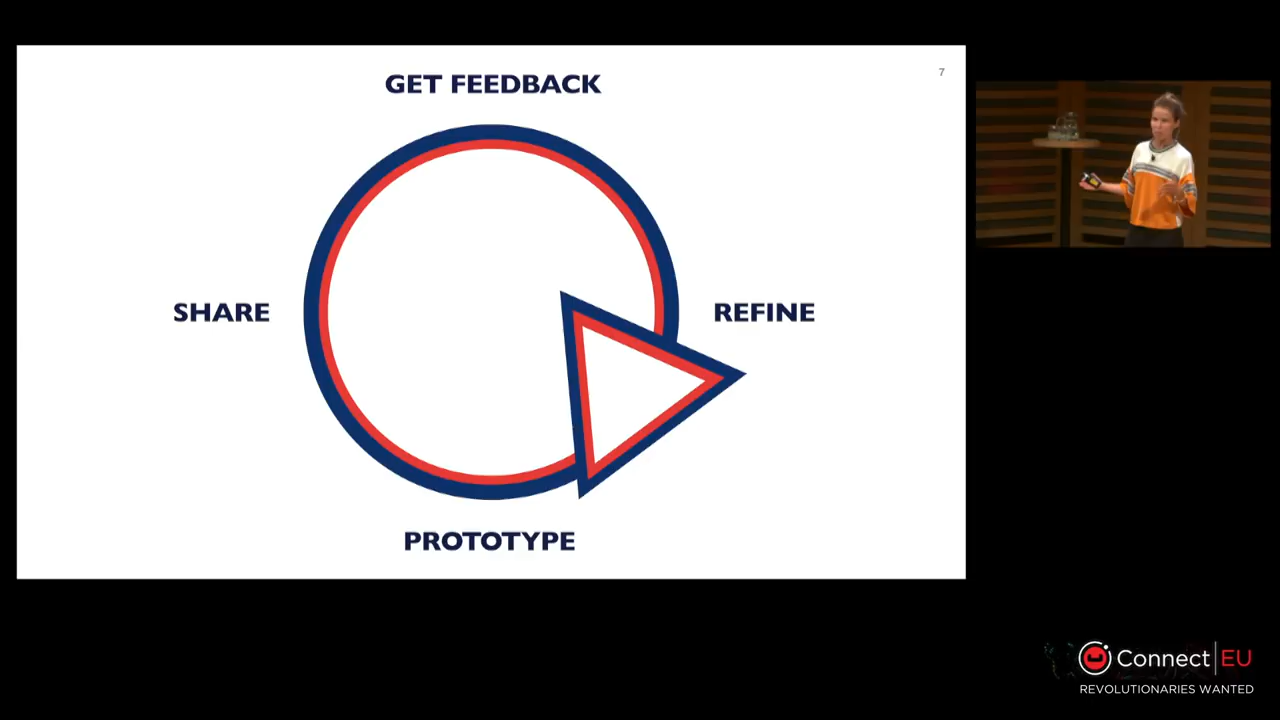 GET FEEDBACK
7
SHARE
REFINE
PROTOTYPE
Connect EU
REVOLUTIONARIES WANTED